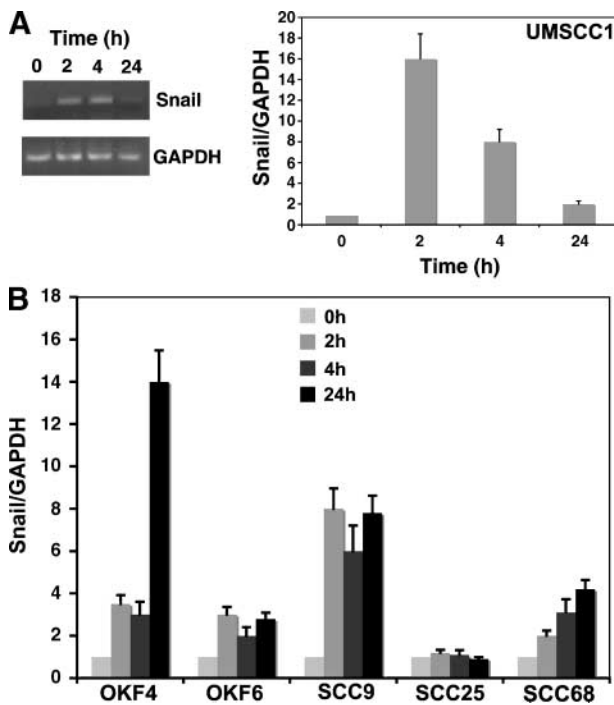 A
Time (h)
0 2 4 24
Snail
GAPDH
UMSCC1
Snail/GAPDH
20
18
16
14
12
10
8
6
4
2
0
0 2 4 24
Time (h)
B
0h
2h
4h
24h
Snail/GAPDH
18
16
14
12
10
8
6
4
2
0
OKF4 OKF6 SCC9 SCC25 SCC68